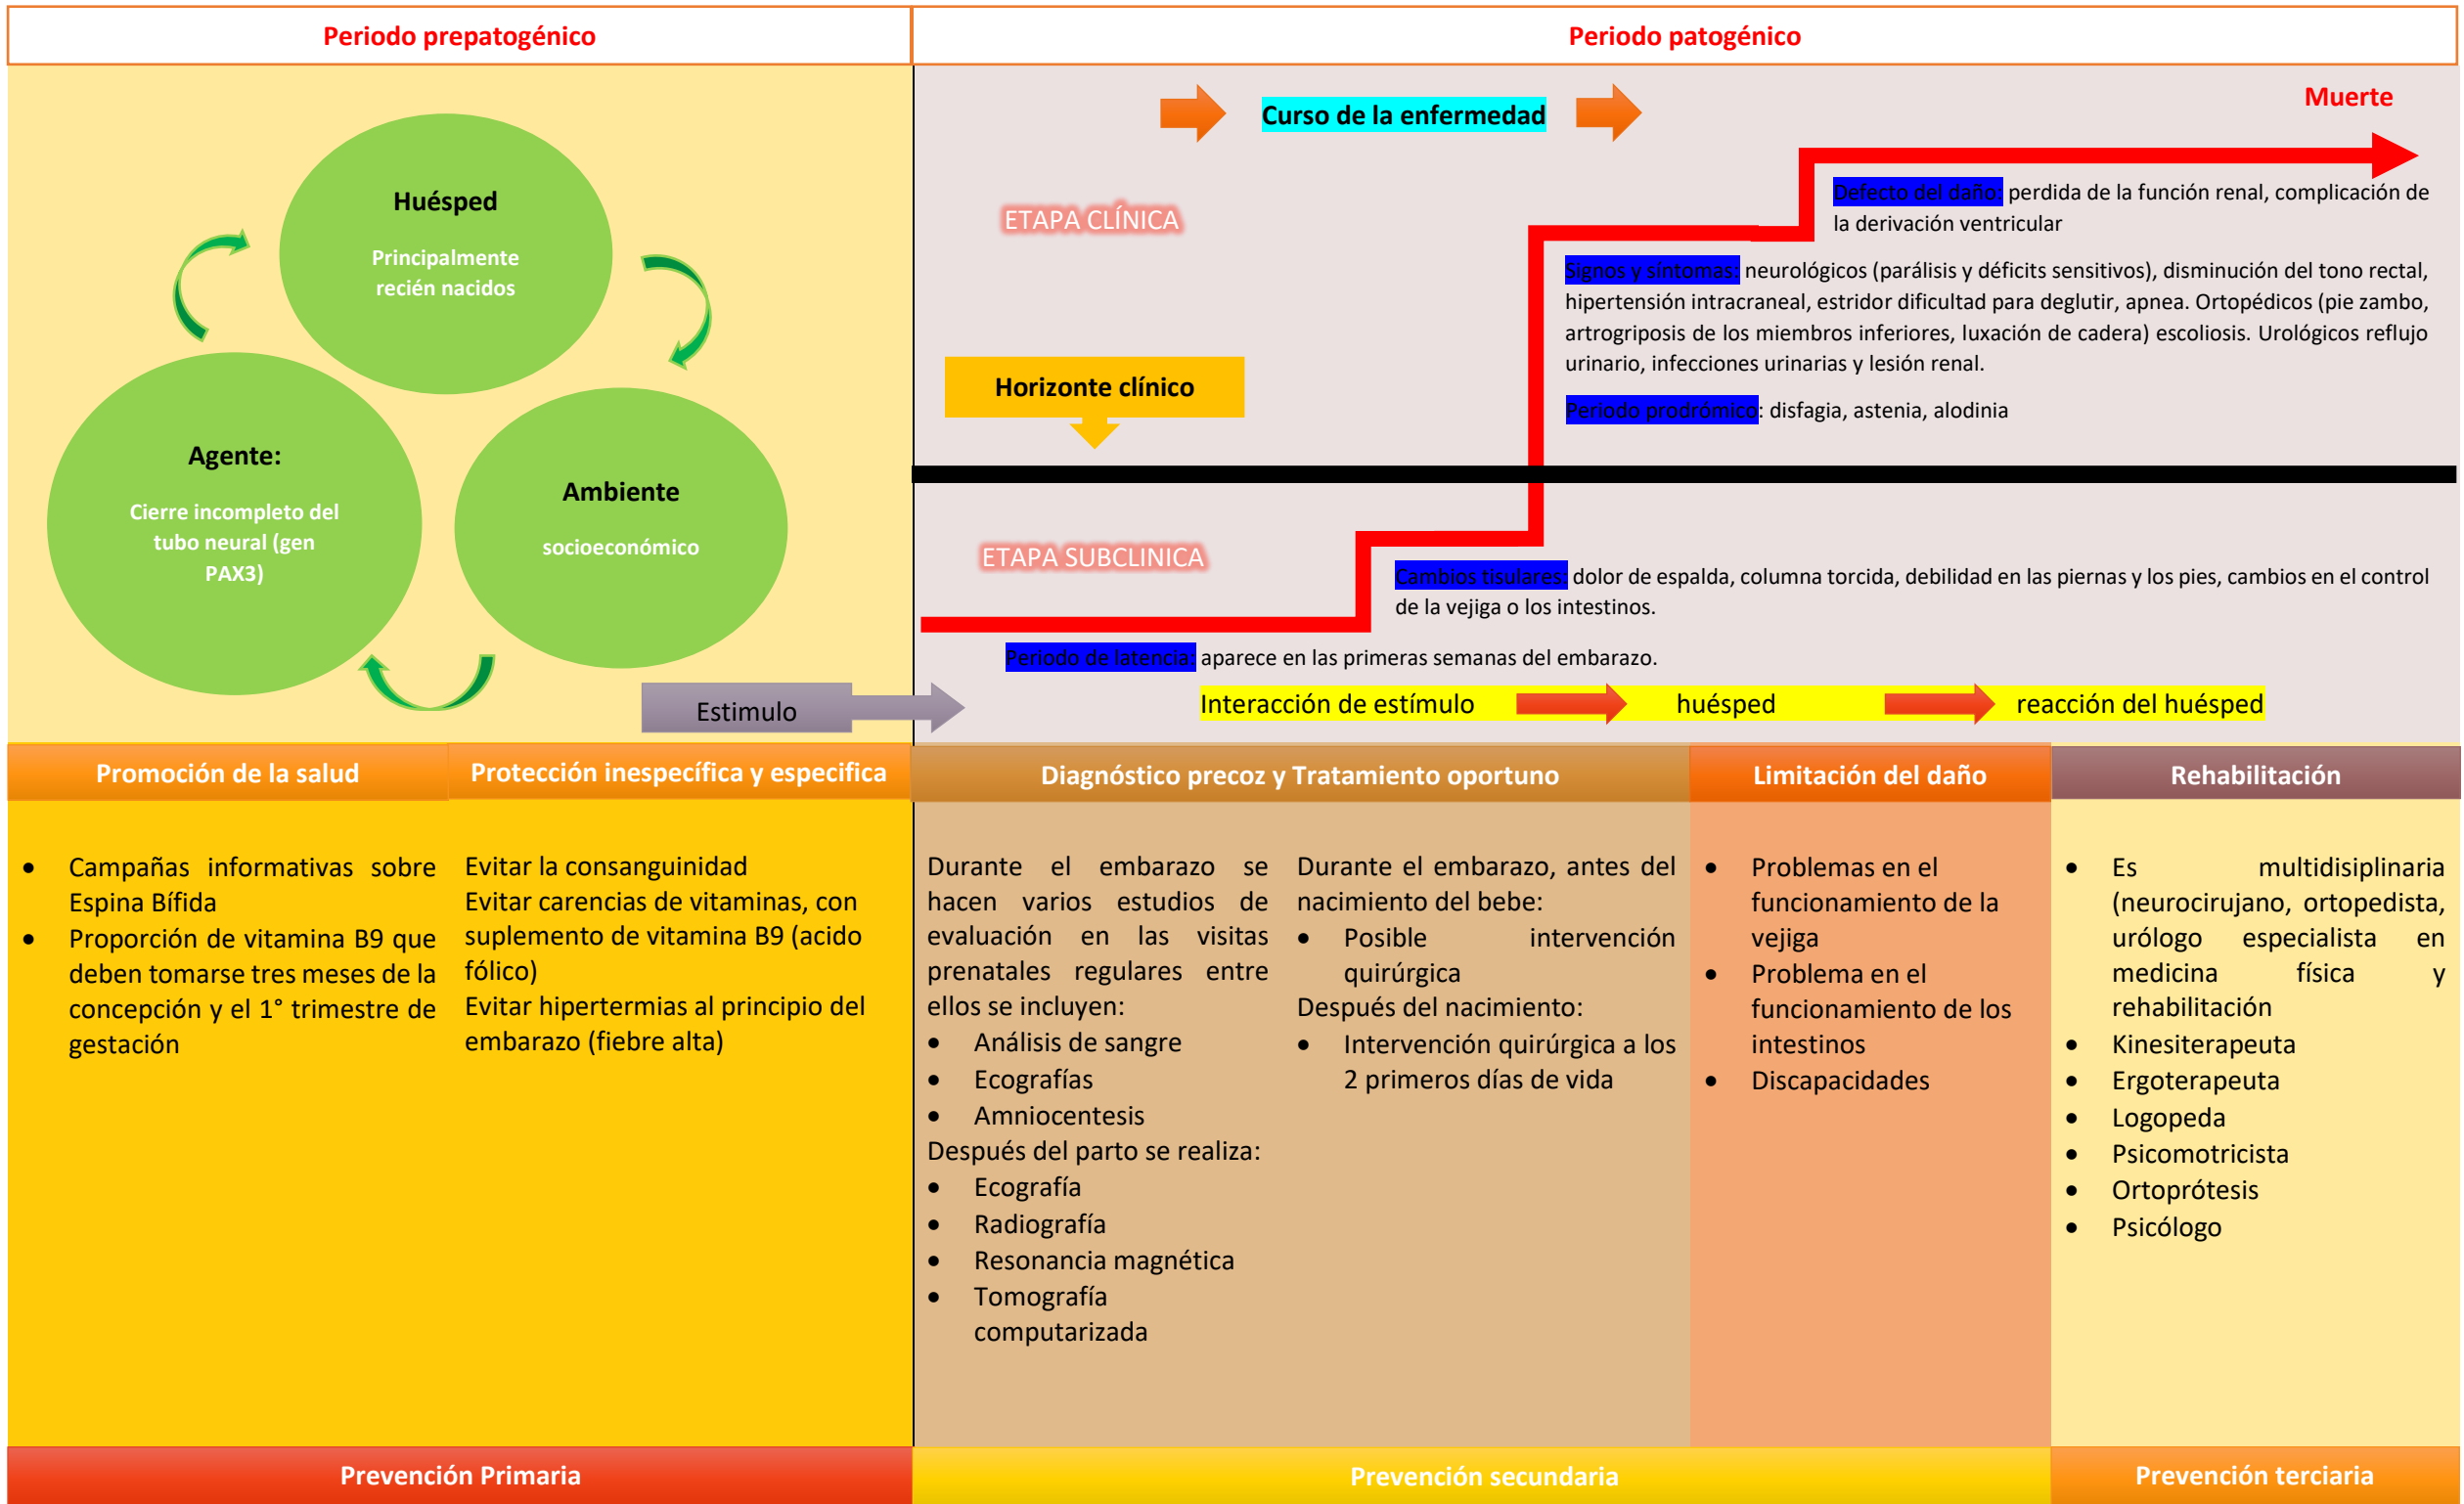 Periodo prepatogénico
Periodo patogénico
Huésped
Principalmente
recién nacidos
Agente:
Cierre incompleto del
tubo neural (gen
PAX3)
Ambiente
socioeconómico
Estimulo
Curso de la enfermedad
Muerte
ETAPA CLÍNICA
Defecto del daño: perdida de la función renal, complicación de
la derivación ventricular
Signos y síntomas: neurológicos (parálisis y déficits sensitivos), disminución del tono rectal,
hipertensión intracraneal, estridor dificultad para deglutir, apnea. Ortopédicos (pie zambo,
artrogriposis de los miembros inferiores, luxación de cadera) escoliosis. Urológicos reflujo
urinario, infecciones urinarias y lesión renal.
Horizonte clínico
Periodo prodrómico: disfagia, astenia, alodinia
ETAPA SUBCLINICA
Cambios tisulares: dolor de espalda, columna torcida, debilidad en las piernas y los pies, cambios en el control
de la vejiga o los intestinos.
Periodo de latencia: aparece en las primeras semanas del embarazo.
Interacción de estímulo huésped reacción del huésped
Promoción de la salud
Protección inespecífica y especifica
Diagnóstico precoz y Tratamiento oportuno
Limitación del daño
Rehabilitación
• Campañas informativas sobre
Espina Bífida
• Proporción de vitamina B9 que
deben tomarse tres meses de la
concepción y el 1° trimestre de
gestación
Evitar la consanguinidad
Evitar carencias de vitaminas, con
suplemento de vitamina B9 (acido
fólico)
Evitar hipertermias al principio del
embarazo (fiebre alta)
Durante el embarazo se
hacen varios estudios de
evaluación en las visitas
prenatales regulares entre
ellos se incluyen:
• Análisis de sangre
• Ecografías
• Amniocentesis
Después del parto se realiza:
• Ecografía
• Radiografía
• Resonancia magnética
• Tomografía
computarizada
Durante el embarazo, antes del
nacimiento del bebe:
• Posible intervención
quirúrgica
Después del nacimiento:
• Intervención quirúrgica a los
2 primeros días de vida
• Problemas en el
funcionamiento de la
vejiga
• Problema en el
funcionamiento de los
intestinos
• Discapacidades
• Es multidisiplinaria
(neurocirujano, ortopedista,
urólogo especialista en
medicina física y
rehabilitación
• Kinesiterapeuta
• Ergoterapeuta
• Logopeda
• Psicomotricista
• Ortoprótesis
• Psicólogo
Prevención Primaria
Prevención secundaria
Prevención terciaria